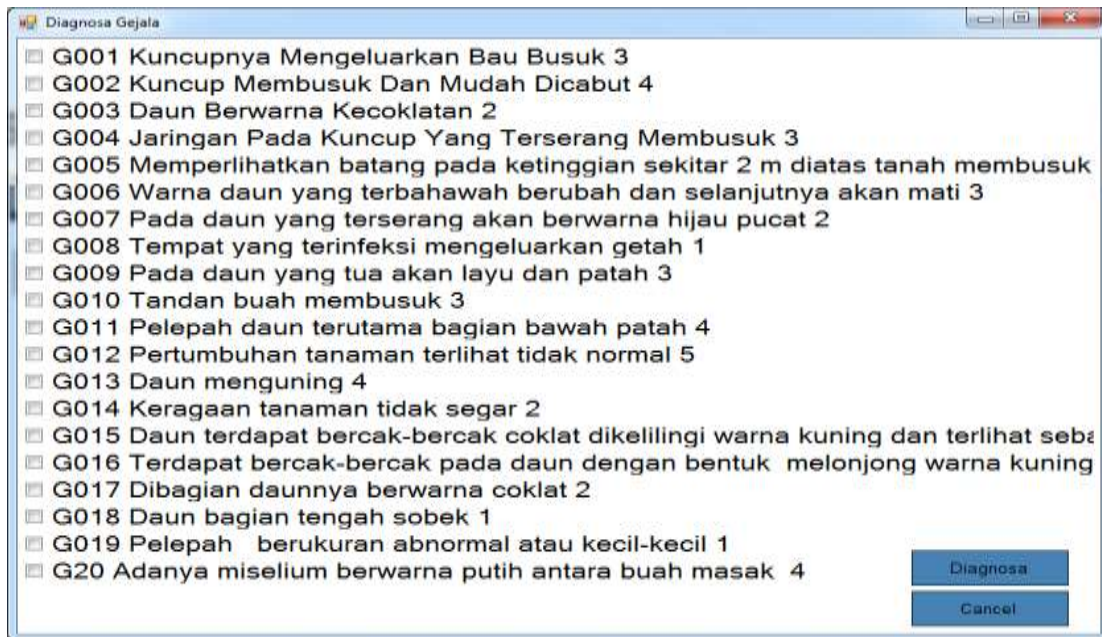 Diagnosa Gejala
G001 Kuncupnya Mengeluarkan Bau Busuk 3
G002 Kuncup Membusuk Dan Mudah Dicabut 4
G003 Daun Berwarna Kecoklatan 2
G004 Jaringan Pada Kuncup Yang Terserang Membusuk 3
G005 Memperlihatkan batang pada ketinggian sekitar 2 m diatas tanah membusuk
G006 Warna daun yang terbahawah berubah dan selanjutnya akan mati 3
G007 Pada daun yang terserang akan berwarna hijau pucat 2
G008 Tempat yang terinfeksi mengeluarkan getah 1
G009 Pada daun yang tua akan layu dan patah 3
G010 Tandan buah membusuk 3
G011 Pelepah daun terutama bagian bawah patah 4
G012 Pertumbuhan tanaman terlihat tidak normal 5
G013 Daun menguning 4
G014 Keragaan tanaman tidak segar 2
G015 Daun terdapat bercak-bercak coklat dikelilingi warna kuning dan terlihat seba
G016 Terdapat bercak-bercak pada daun dengan bentuk melonjong warna kuning
G017 Dibagian daunnya berwarna coklat 2
G018 Daun bagian tengah sobek 1
G019 Pelepah berukuran abnormal atau kecil-kecil 1
G20 Adanya miselium berwarna putih antara buah masak 4
Diagnosa
Cancel